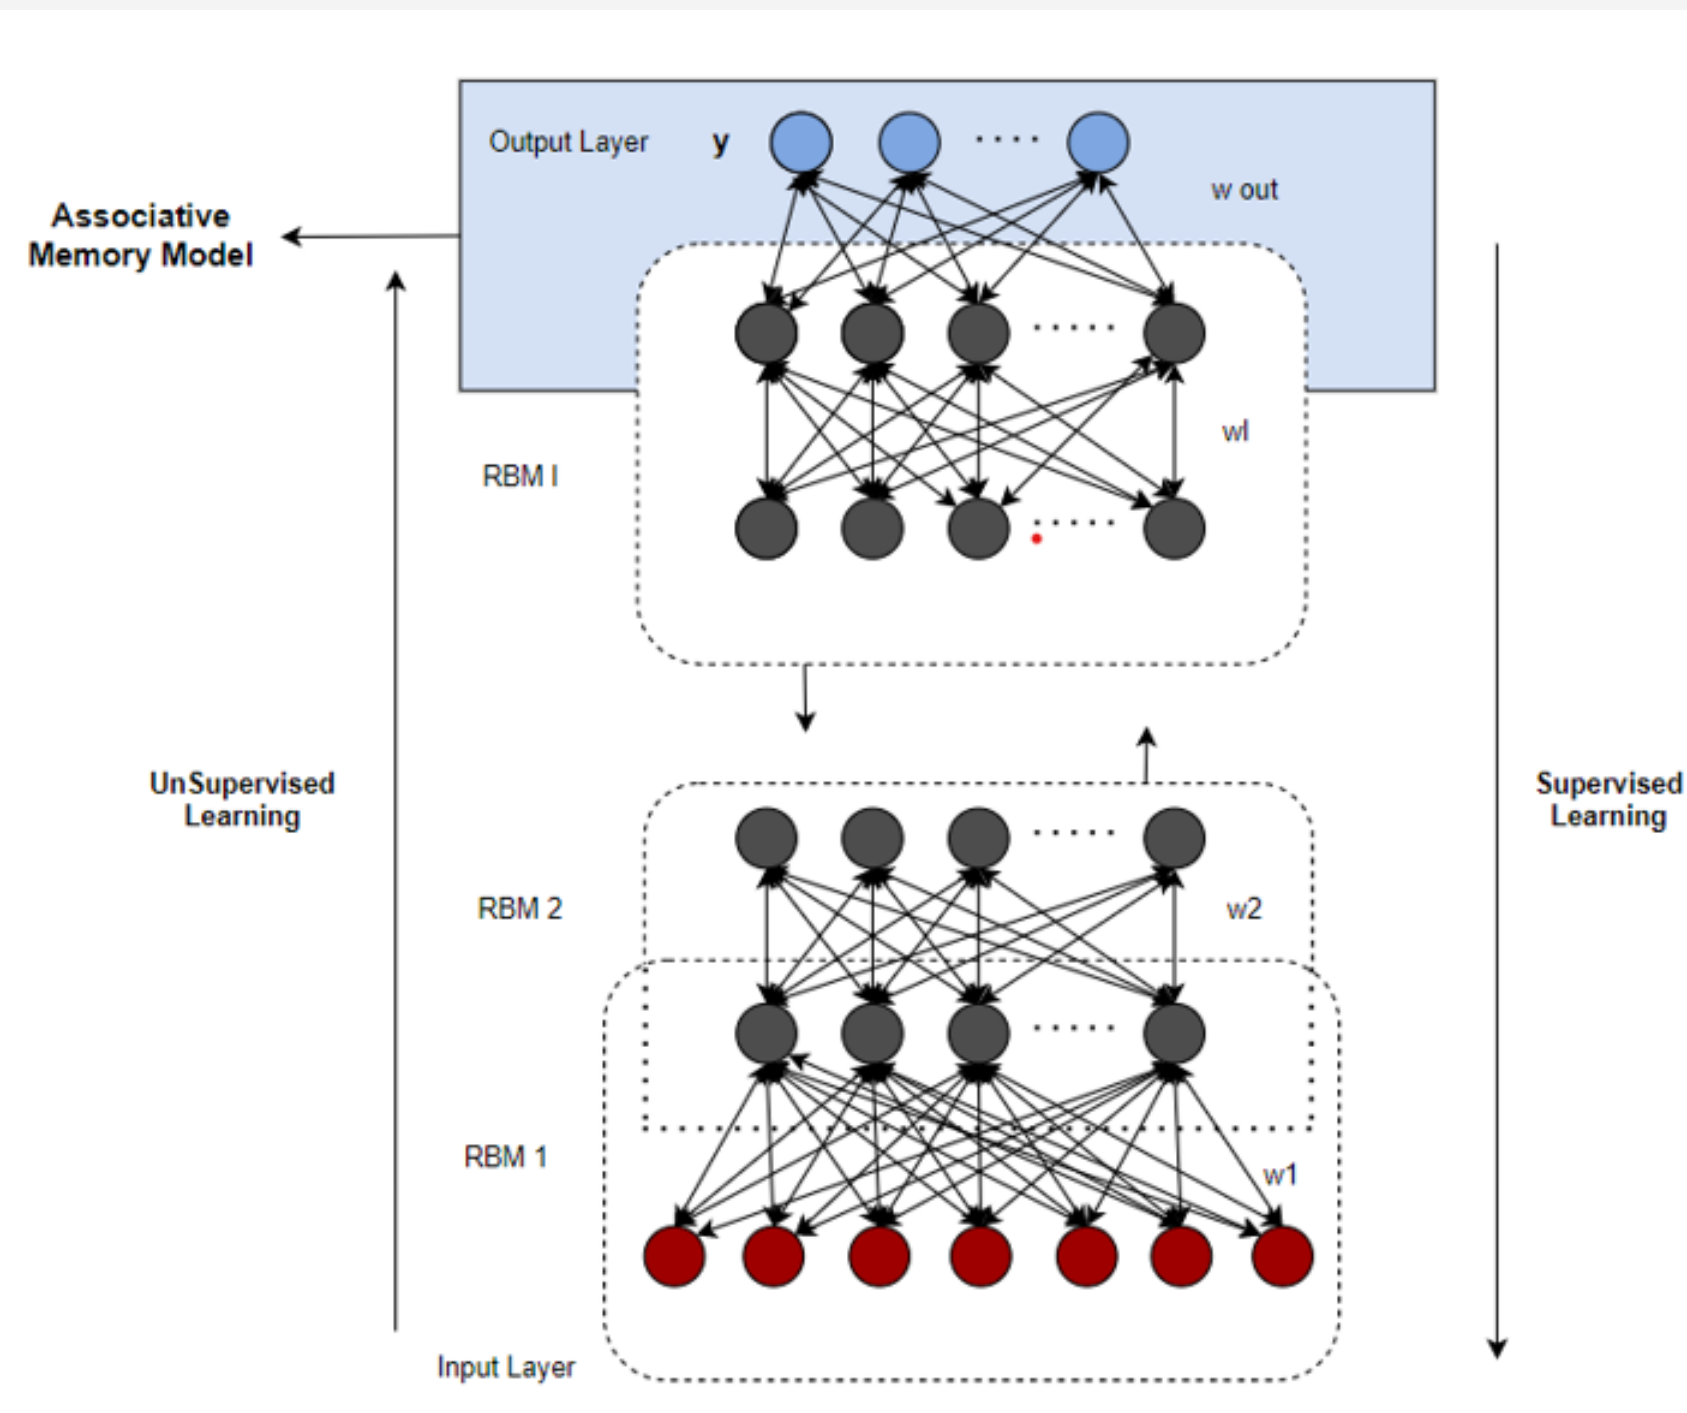 Output Layer y
w out
Associative
Memory Model
wl
RBM l
UnSupervised
Learning
Supervised
Learning
RBM 2
w2
RBM 1
w1
Input Layer